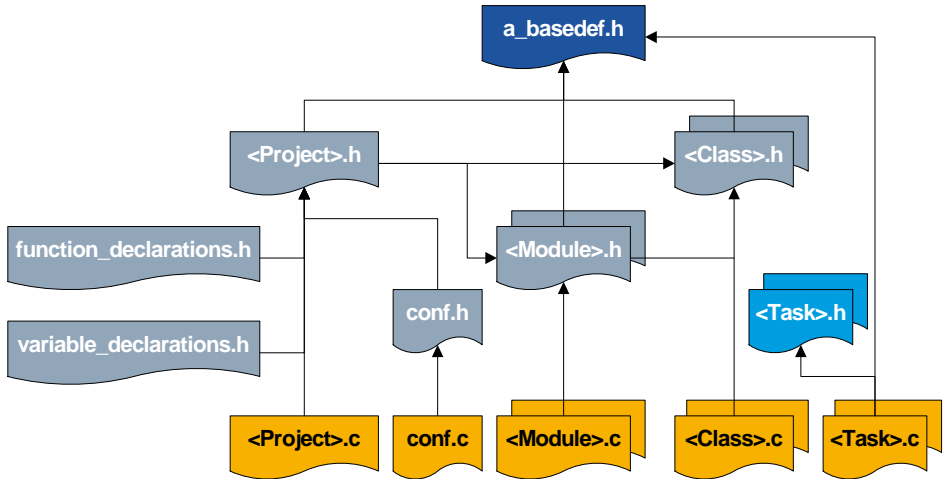 a_basedef.h
<Project>.h
<Class>.h
function_declarations.h
<Module>.h
conf.h
<Task>.h
variable_declarations.h
<Project>.c
conf.c
<Module>.c
<Class>.c
<Task>.c